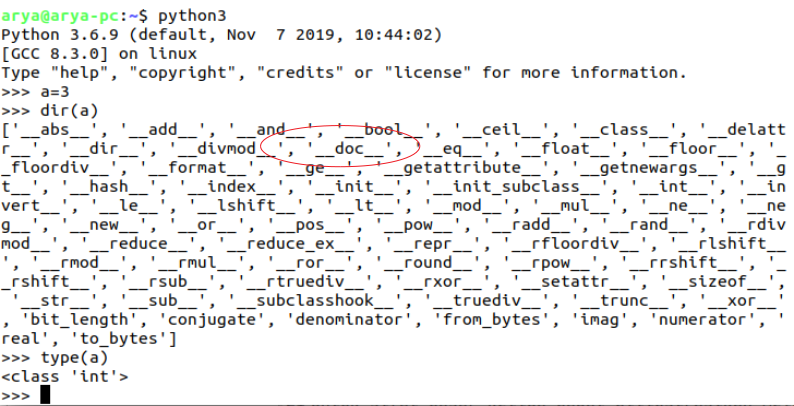 arya@arya-pc:~$ python3
Python 3.6.9 (default, Nov  7 2019, 10:44:02)
[GCC 8.3.0] on linux
Type "help", "copyright", "credits" or "license" for more information.
>>> a=3
>>> dir(a)
['__abs__', '__add__', '__and__', '__bool__', '__ceil__', '__class__', '__delatt
r__', '__dir__', '__divmod__', '__doc__', '__eq__', '__float__', '__floor__', '_
_floordiv__', '__format__', '__ge__', '__getattribute__', '__getnewargs__', '__g
t__', '__hash__', '__index__', '__init__', '__init_subclass__', '__int__', '__in
vert__', '__le__', '__lshift__', '__lt__', '__mod__', '__mul__', '__ne__', '__ne
g__', '__new__', '__or__', '__pos__', '__pow__', '__radd__', '__rand__', '__rdiv
mod__', '__reduce__', '__reduce_ex__', '__repr__', '__rfloordiv__', '__rlshift__
', '__rmod__', '__rmul__', '__ror__', '__round__', '__rpow__', '__rrshift__', '_
_rshift__', '__rsub__', '__rtruediv__', '__rxor__', '__setattr__', '__sizeof__',
 '__str__', '__sub__', '__subclasshook__', '__truediv__', '__trunc__', '__xor__'
, 'bit_length', 'conjugate', 'denominator', 'from_bytes', 'imag', 'numerator', '
real', 'to_bytes']
>>> type(a)
<class 'int'>
>>>